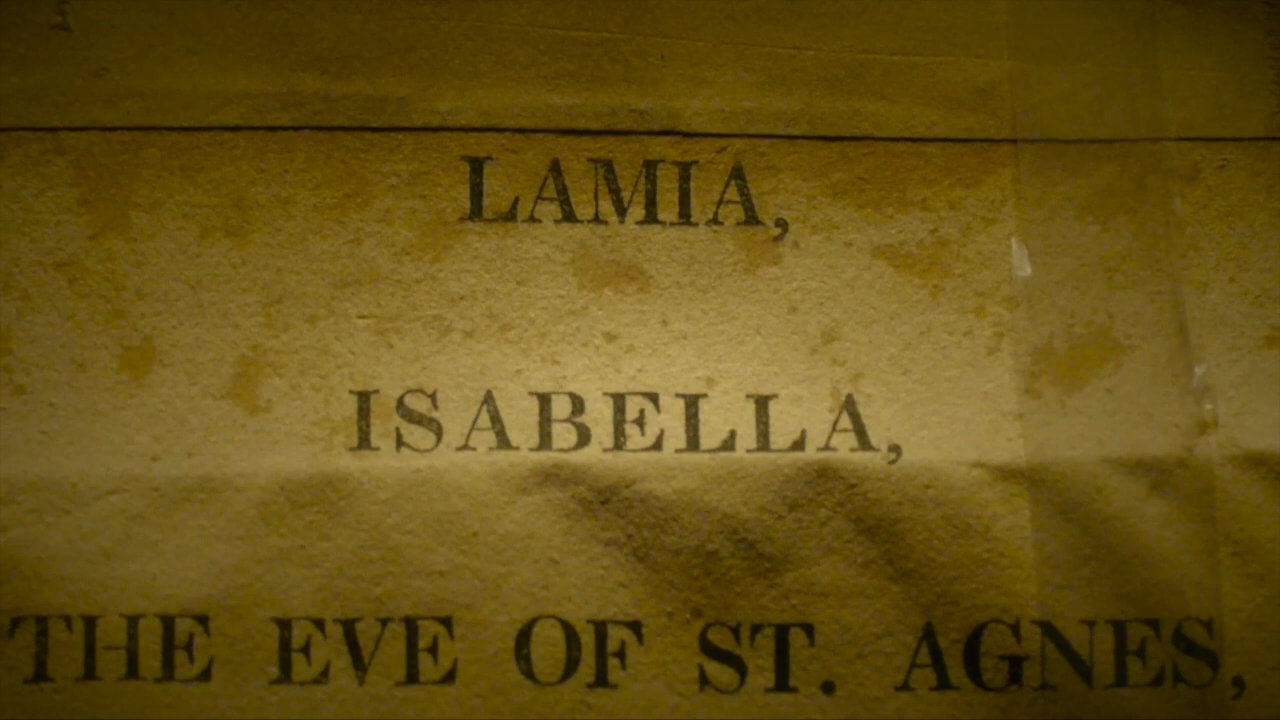 LAMIA,
ISABELLA,
THE EVE OF ST. AGNES,